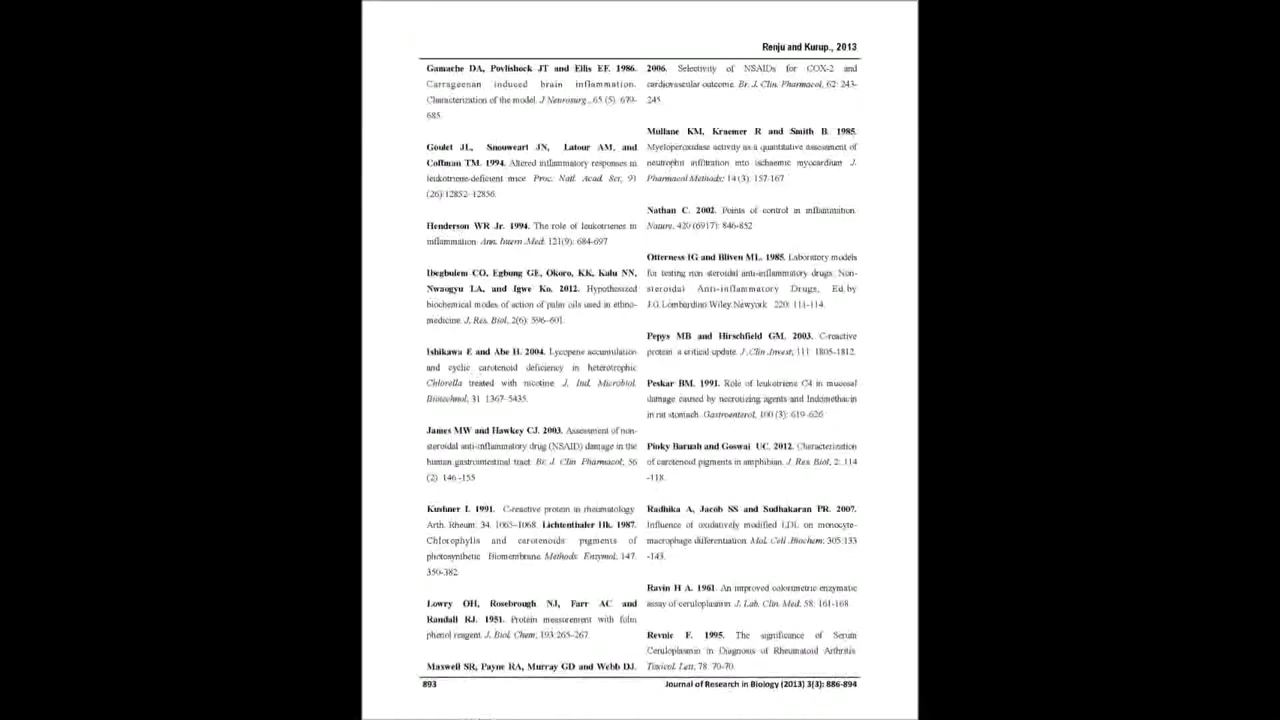 Renju and Kurup., 2013
Gamache DA, Povlishock JT and Ellis EF. 1986.
Carrageenan induced brain inflammation.
Characterization of the model. J Neurosurg., 65 (5): 679-
685.
Goulet JL, Snouweart JN, Latour AM, and
Coffman TM. 1994. Altered inflammatory responses in
leukotriene-deficient mice. Proc. Natl. Acad. Scr, 91
(26):12852-12856.
Henderson WR Jr. 1994. The role of leukotrienes in
inflammation. Ann. Intern Med. 121(9): 684-697
Ibegbulem CO, Egbung GE, Okoro, KK, Kalu NN,
Nwaogyu LA, and Igwe Ko. 2012. Hypothesized
biochemical modes of action of palm oils used in ethno-
medicine. J. Res. Biol, 2(6): 596-601.
Ishikawa E and Abe H. 2004. Lycopene accumulation
and cyclic carotenoid deficiency in heterotrophic
Chlorella treated with nicotine. J. Ind. Microbiol.
Biotechnol, 31 1367-5435.
James MW and Hawkey CJ. 2003. Assessment of non-
steroidal anti-inflammatory drug (NSAID) damage in the
human gastrointestinal tract. Br. J. Clin Pharmacol; 56
(2) 146-155
Kushner I. 1991. C-reactive protein in rheumatology
Arth. Rheum: 34. 1065-1068. Lichtenthaler Hk. 1987.
Chlorophylls and carotenoids: pigments of
photosynthetic Biomembrane. Methods Enzymol; 147.
350-382.
Lowry OH, Rosebrough NJ, Farr AC and
Randall RJ. 1951. Protein measurement with folin
phenol reagent. J. Biol. Chem; 193:265-267.
Maxwell SR, Payne RA, Murray GD and Webb DJ.
2006. Selectivity of NSAIDs for COX-2 and
cardiovascular outcome. Br. J. Clin. Pharmacol, 62: 243-
245.
Mullane KM, Kraemer R and Smith B. 1985.
Myeloperoxidase activity as a quantitative assessment of
neutrophil infiltration into ischaemic myocardium J.
Pharmacol Methods: 14 (3): 157-167
Nathan C. 2002. Points of control in inflammation.
Nature. 420 (6917): 846-852
Otterness IG and Bliven ML. 1985. Laboratory models
for testing non steroidal anti-inflammatory drugs. Non-
steroidal Anti-inflammatory Drugs, Ed.by
J.G. Lombardino Wiley. Newyork 220: 111-114.
Pepys MB and Hirschfield GM. 2003. C-reactive
protein: a critical update. J .Clin .Invest; 111 1805-1812.
Peskar BM. 1991. Role of leukotriene C4 in mucosal
damage caused by necrotizing agents and Indomethacin
in rat stomach. Gastroenterol, 100 (3): 619-626
Pinky Baruah and Goswai UC. 2012. Characterization
of carotenoid pigments in amphibian. J. Res. Biol, 2: 114
-118.
Radhika A, Jacob SS and Sudhakaran PR. 2007.
Influence of oxidatively modified LDL on monocyte-
macrophage differentiation. Mol. Cell .Biochem: 305:133
-143.
Ravin H A. 1961. An improved colorimetric enzymatic
assay of ceruloplasmin J. Lab. Clin. Med. 58: 161-168
Revnic F. 1995. The significance of Serum
Ceruloplasmin in Diagnosis of Rheumatoid Arthritis.
Toxicol. Lett, 78: 70-70.
893
Journal of Research in Biology (2013) 3(3): 886-894